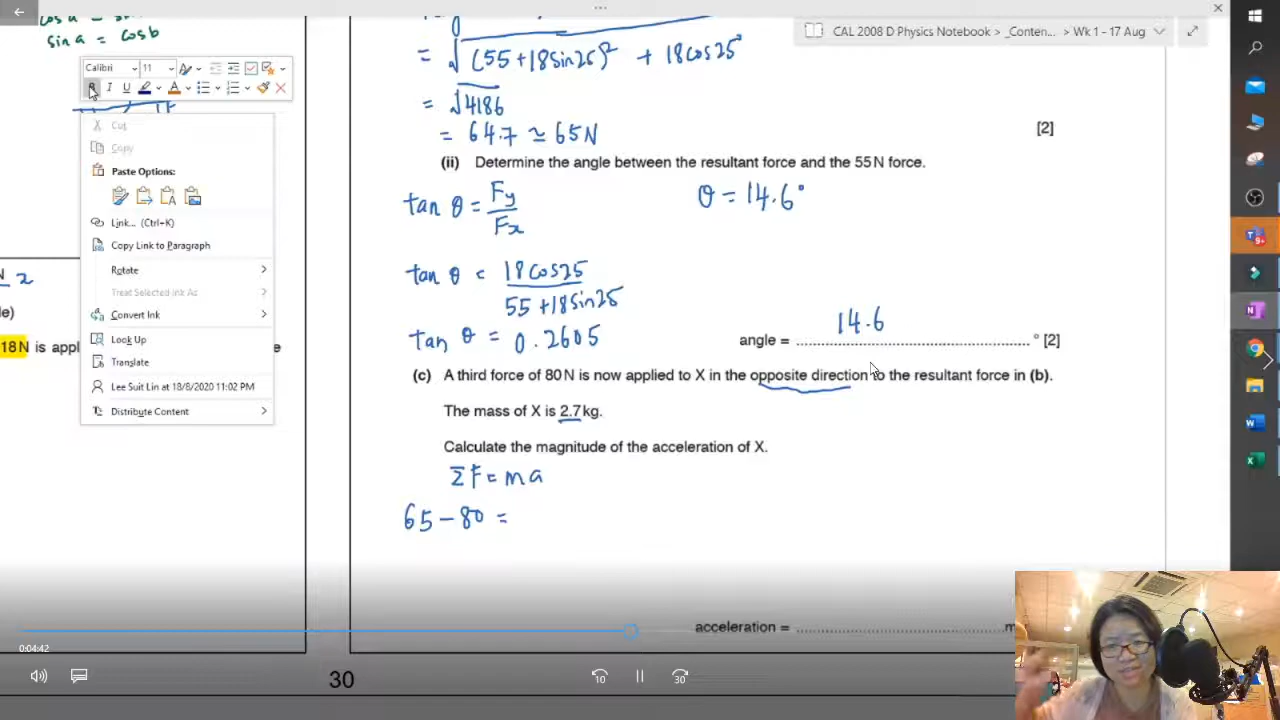 sin a = cos b
CAL 2008 D Physics Notebook > _Conten... > Wk 1 - 17 Aug
Calibri 11
I U A
Cut
Copy
Paste Options:
Link... (Ctrl+K)
Copy Link to Paragraph
Rotate
Treat Selected Ink As
Convert Ink
Look Up
Translate
Lee Suit Lin at 18/8/2020 11:02 PM
Distribute Content
18N is appl
= √(55+18sin25)² + 18cos25²
= √4186
= 64.7 ≃ 65N
[2]
(ii) Determine the angle between the resultant force and the 55 N force.
tan θ = Fy/Fx
θ = 14.6°
tan θ = 18cos25/55+18sin25
tan θ = 0.2605
14.6
angle = ............ ° [2]
(c) A third force of 80 N is now applied to X in the opposite direction to the resultant force in (b).
The mass of X is 2.7 kg.
Calculate the magnitude of the acceleration of X.
ΣF = ma
65 - 80 =
acceleration = ............ m
0:04:42
10
30
30
9+